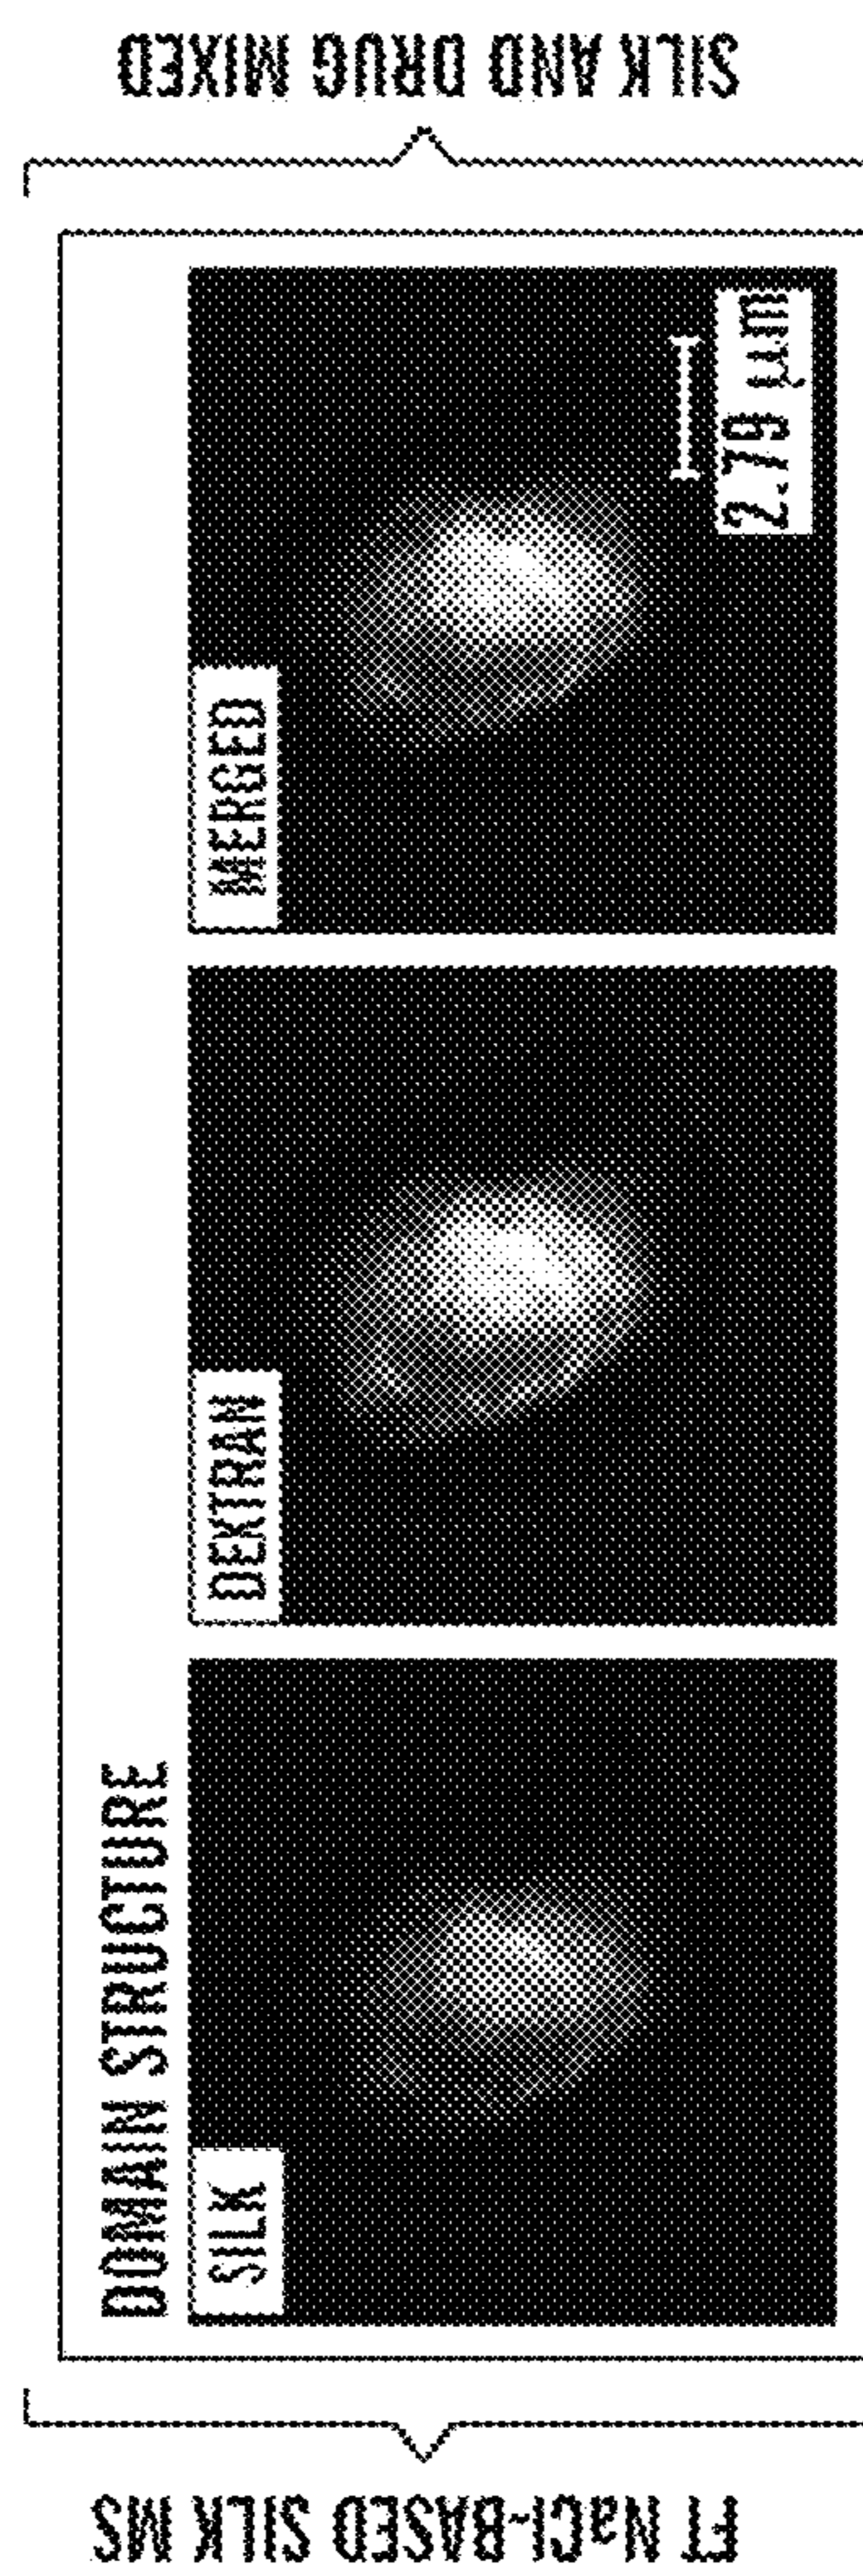 FT NaCl-BASED SILK MS
DOMAIN STRUCTURE
SILK
DEXTRAN
MERGED
2.79 μm
SILK AND DRUG MIXED